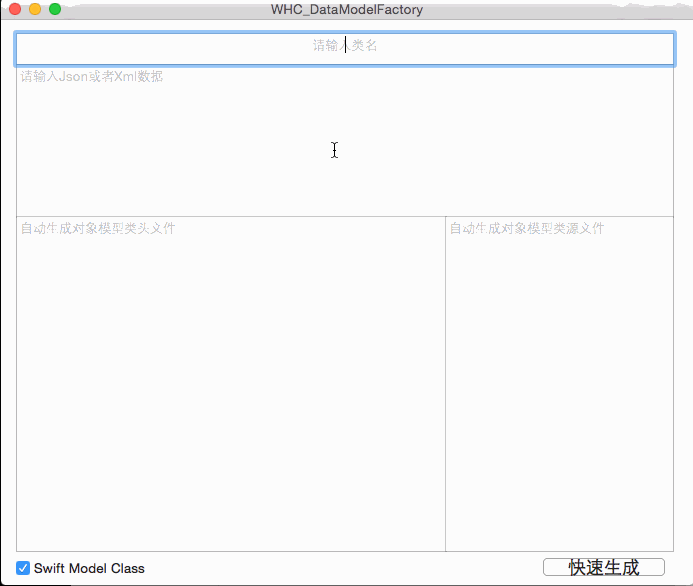 WHC_DataModelFactory
请输入类名
请输入Json或者Xml数据
自动生成对象模型类头文件
自动生成对象模型类源文件
Swift Model Class
快速生成